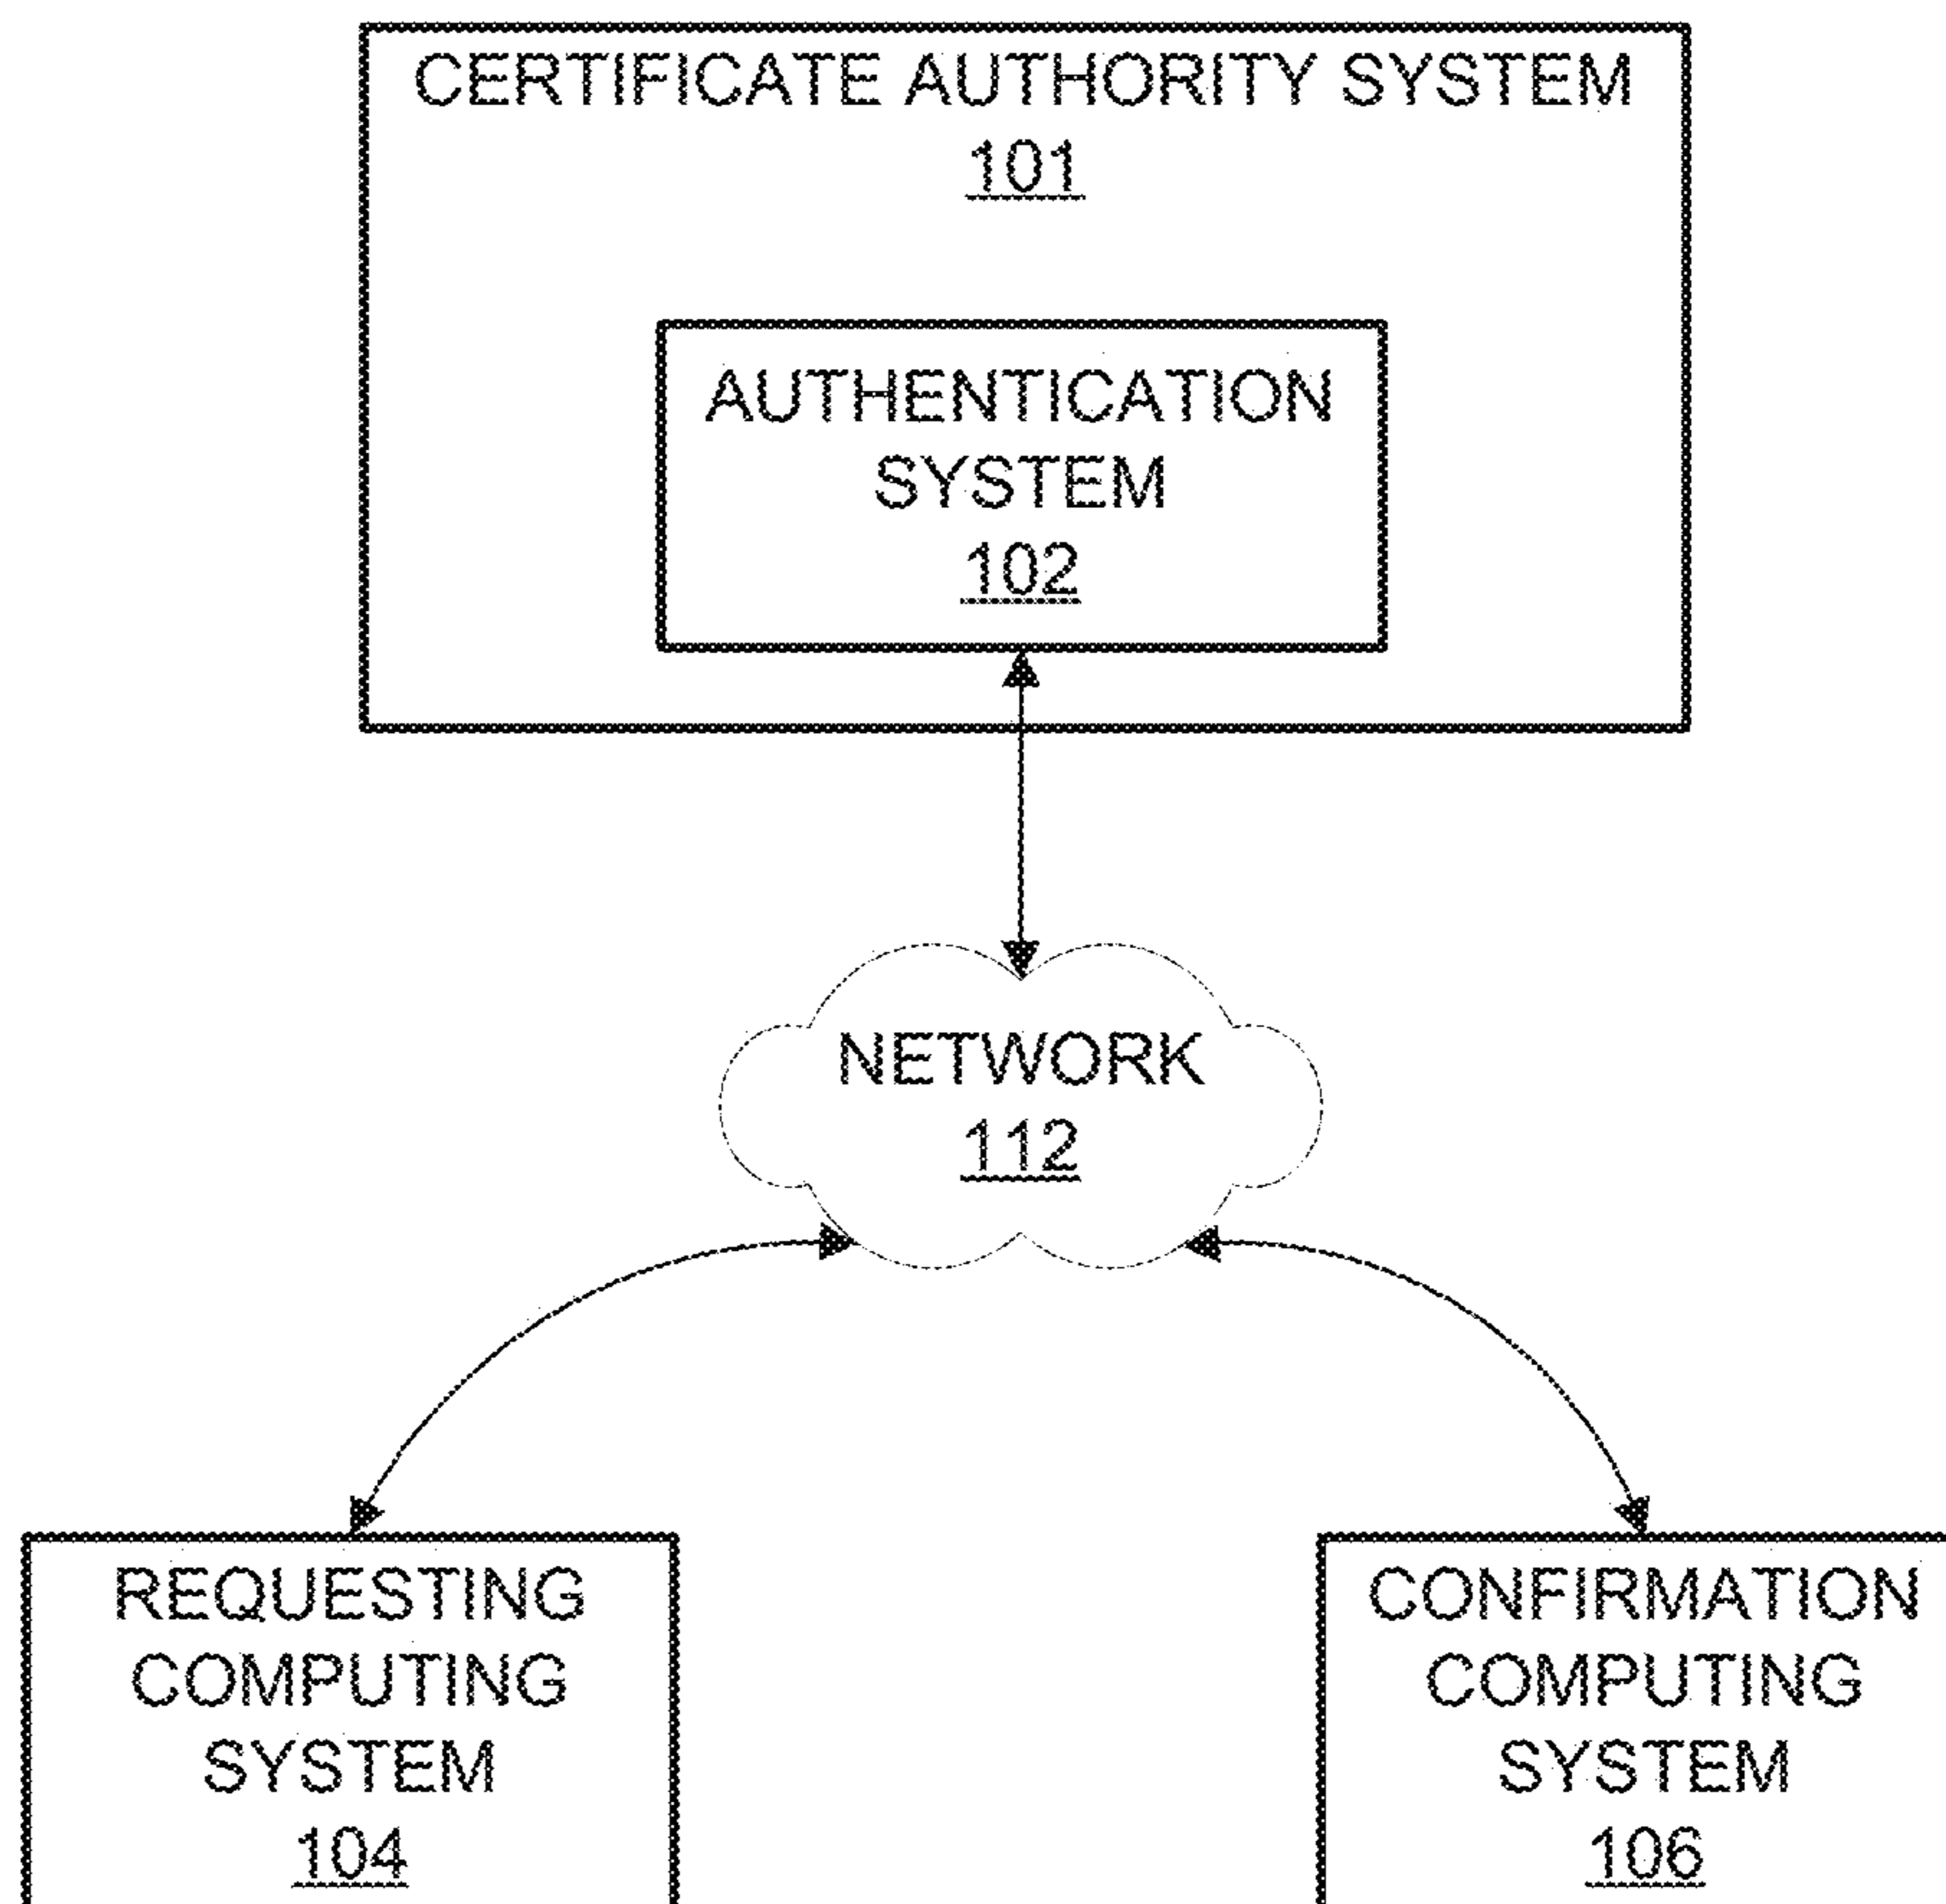 CERTIFICATE AUTHORITY SYSTEM
101
AUTHENTICATION
SYSTEM
102
NETWORK
112
REQUESTING
COMPUTING
SYSTEM
104
CONFIRMATION
COMPUTING
SYSTEM
106